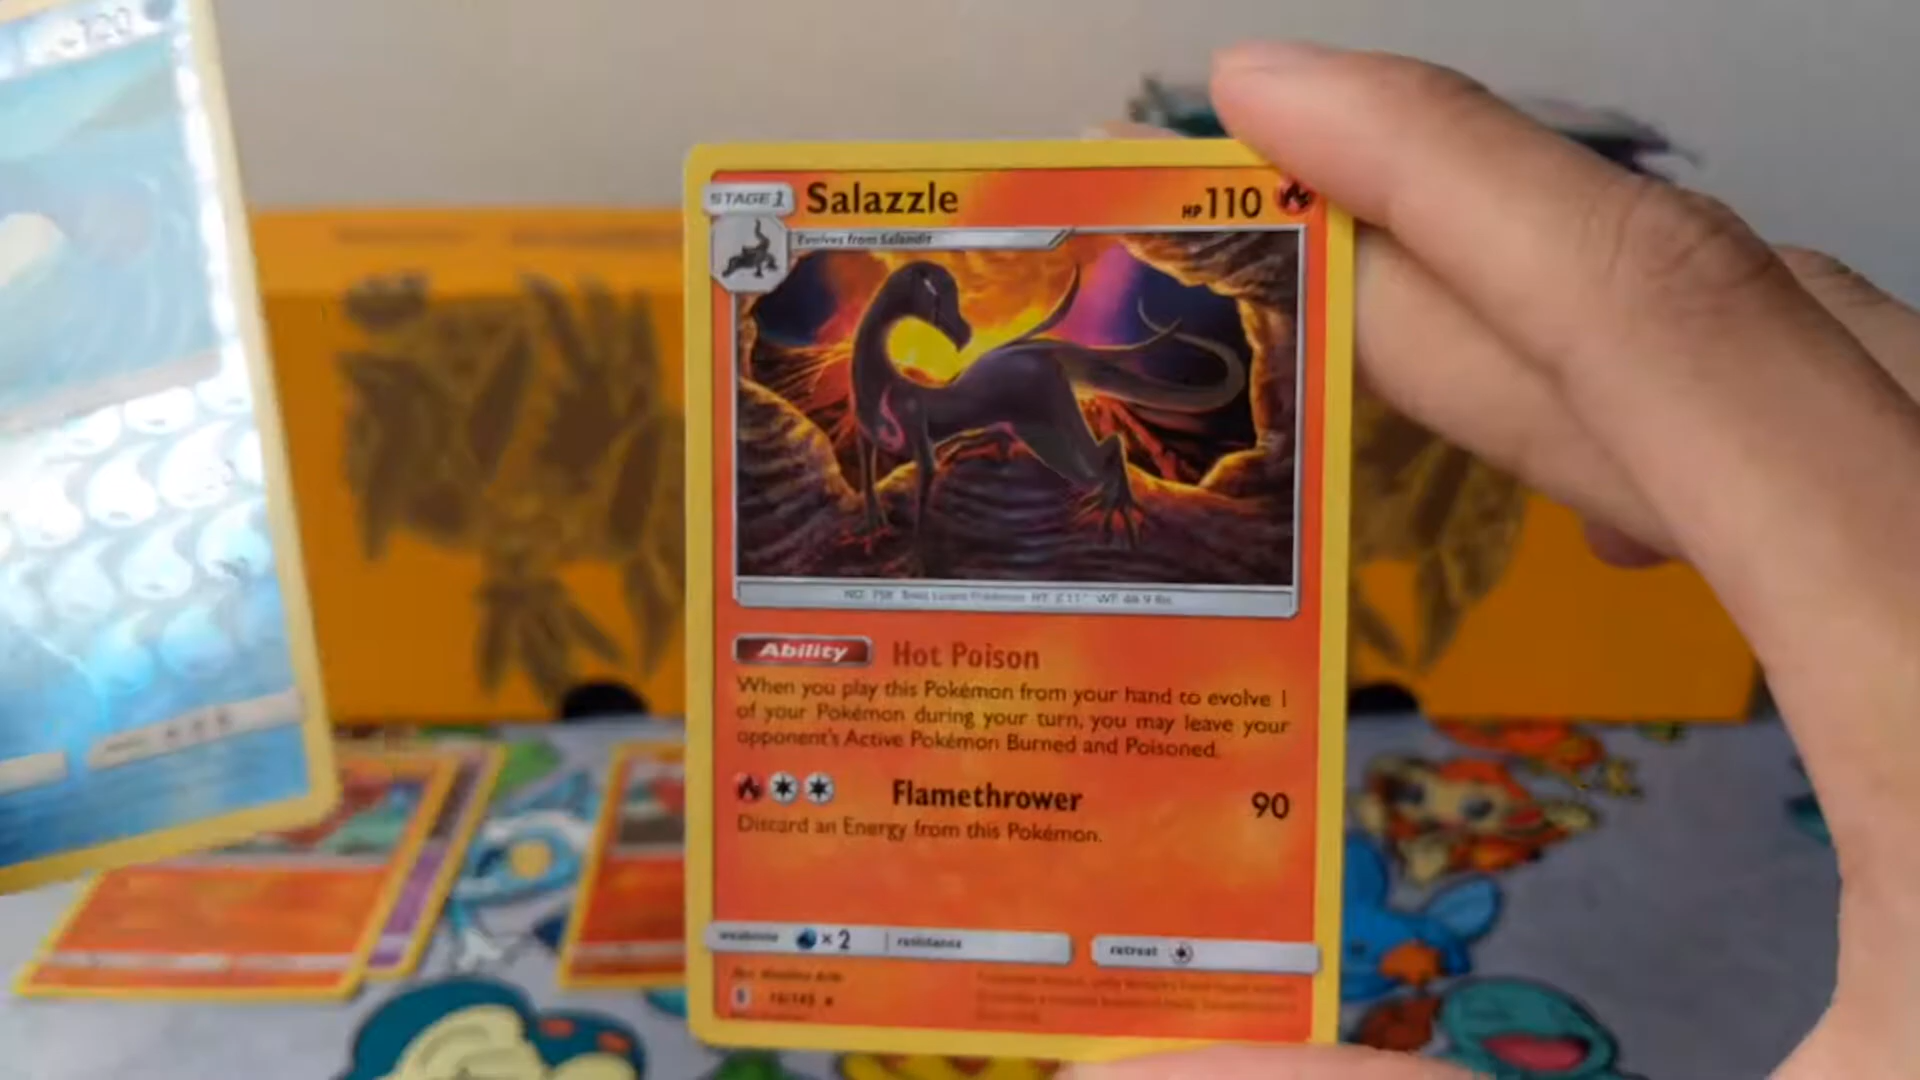 STAGE 1 Salazzle HP 110
Evolves from Salandit
Ability Hot Poison
When you play this Pokémon from your hand to evolve 1
of your Pokémon during your turn, you may leave your
opponent's Active Pokémon Burned and Poisoned.
Flamethrower 90
Discard an Energy from this Pokémon.
weakness × 2 resistance retreat